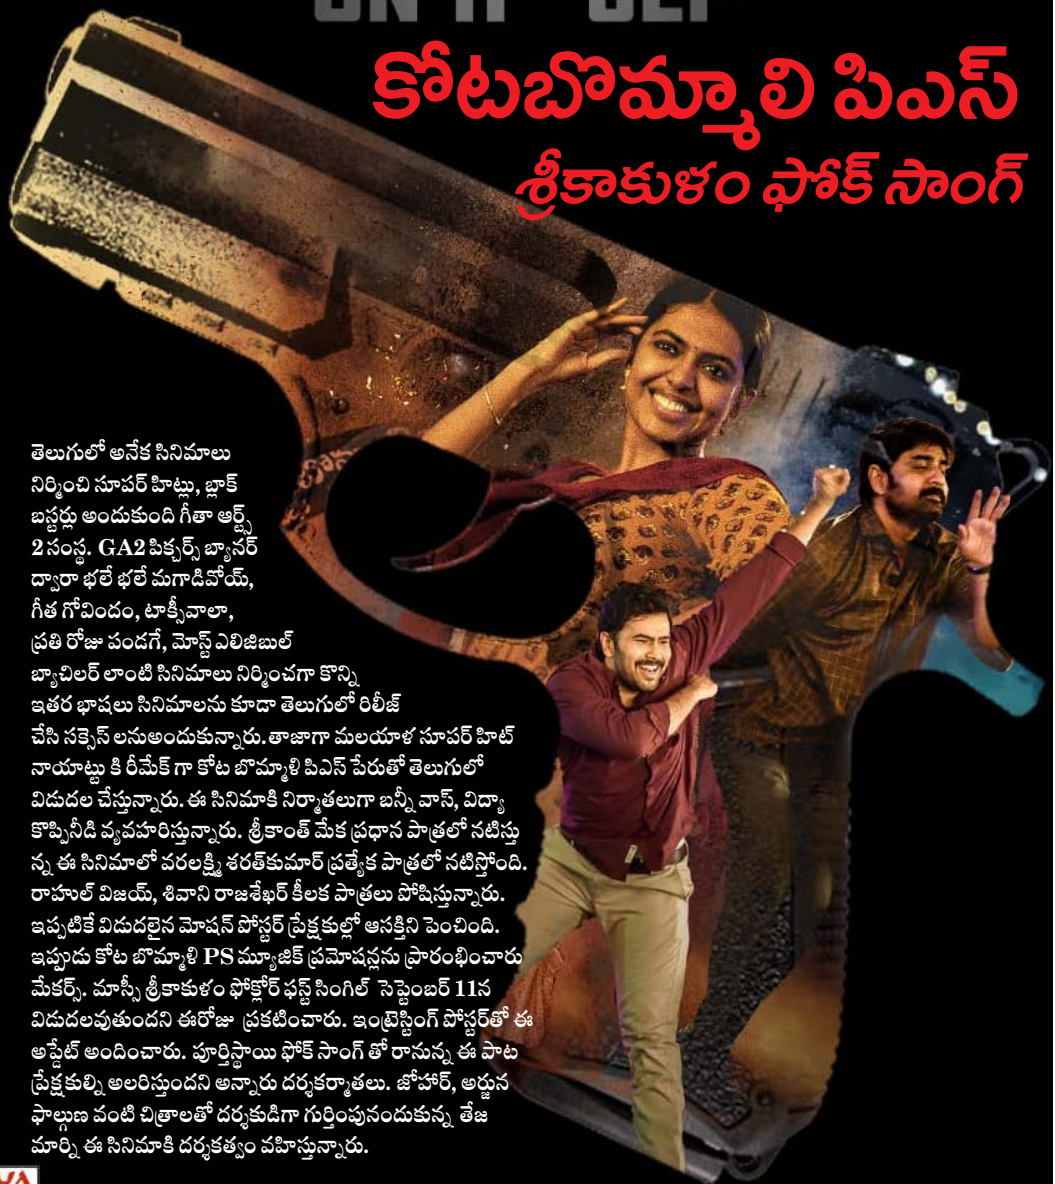 కోటబొమ్మాలి పిఎస్
శ్రీకాకుళం ఫోక్ సాంగ్
తెలుగులో అనేక సినిమాలు
నిర్మించి సూపర్ హిట్లు, బ్లాక్
బస్టర్లు అందుకుంది గీతా ఆర్ట్స్
2 సంస్థ. GA2 పిక్చర్స్ బ్యానర్
ద్వారా భలే భలే మగాడివోయ్,
గీత గోవిందం, టాక్సీవాలా,
ప్రతి రోజు పండగే, మోస్ట్ ఎలిజిబుల్
బ్యాచిలర్ లాంటి సినిమాలు నిర్మించగా కొన్ని
ఇతర భాషలు సినిమాలను కూడా తెలుగులో రిలీజ్
చేసి సక్సెస్ లనుఅందుకున్నారు.తాజాగా మలయాళ సూపర్ హిట్
నాయాట్టు కి రీమేక్ గా కోట బొమ్మాళి పిఎస్ పేరుతో తెలుగులో
విడుదల చేస్తున్నారు. ఈ సినిమాకి నిర్మాతలుగా బన్నీ వాస్, విద్యా
కొప్పినీడి వ్యవహరిస్తున్నారు. శ్రీకాంత్ మేక ప్రధాన పాత్రలో నటిస్తు
న్న ఈ సినిమాలో వరలక్ష్మి శరత్‌కుమార్ ప్రత్యేక పాత్రలో నటిస్తోంది.
రాహుల్ విజయ్, శివాని రాజశేఖర్ కీలక పాత్రలు పోషిస్తున్నారు.
ఇప్పటికే విడుదలైన మోషన్ పోస్టర్ ప్రేక్షకుల్లో ఆసక్తిని పెంచింది.
ఇప్పుడు కోట బొమ్మాళి PS మ్యూజిక్ ప్రమోషన్లను ప్రారంభించారు
మేకర్స్. మాస్సీ శ్రీకాకుళం ఫోక్లోర్ ఫస్ట్ సింగిల్ సెప్టెంబర్ 11న
విడుదలవుతుందని ఈరోజు ప్రకటించారు. ఇంట్రెస్టింగ్ పోస్టర్‌తో ఈ
అప్డేట్ అందించారు. పూర్తిస్థాయి ఫోక్ సాంగ్ తో రానున్న ఈ పాట
ప్రేక్షకుల్ని అలరిస్తుందని అన్నారు దర్శకర్మాతలు. జోహార్, అర్జున
ఫాల్గుణ వంటి చిత్రాలతో దర్శకుడిగా గుర్తింపునందుకున్న తేజ
మార్ని ఈ సినిమాకి దర్శకత్వం వహిస్తున్నారు.